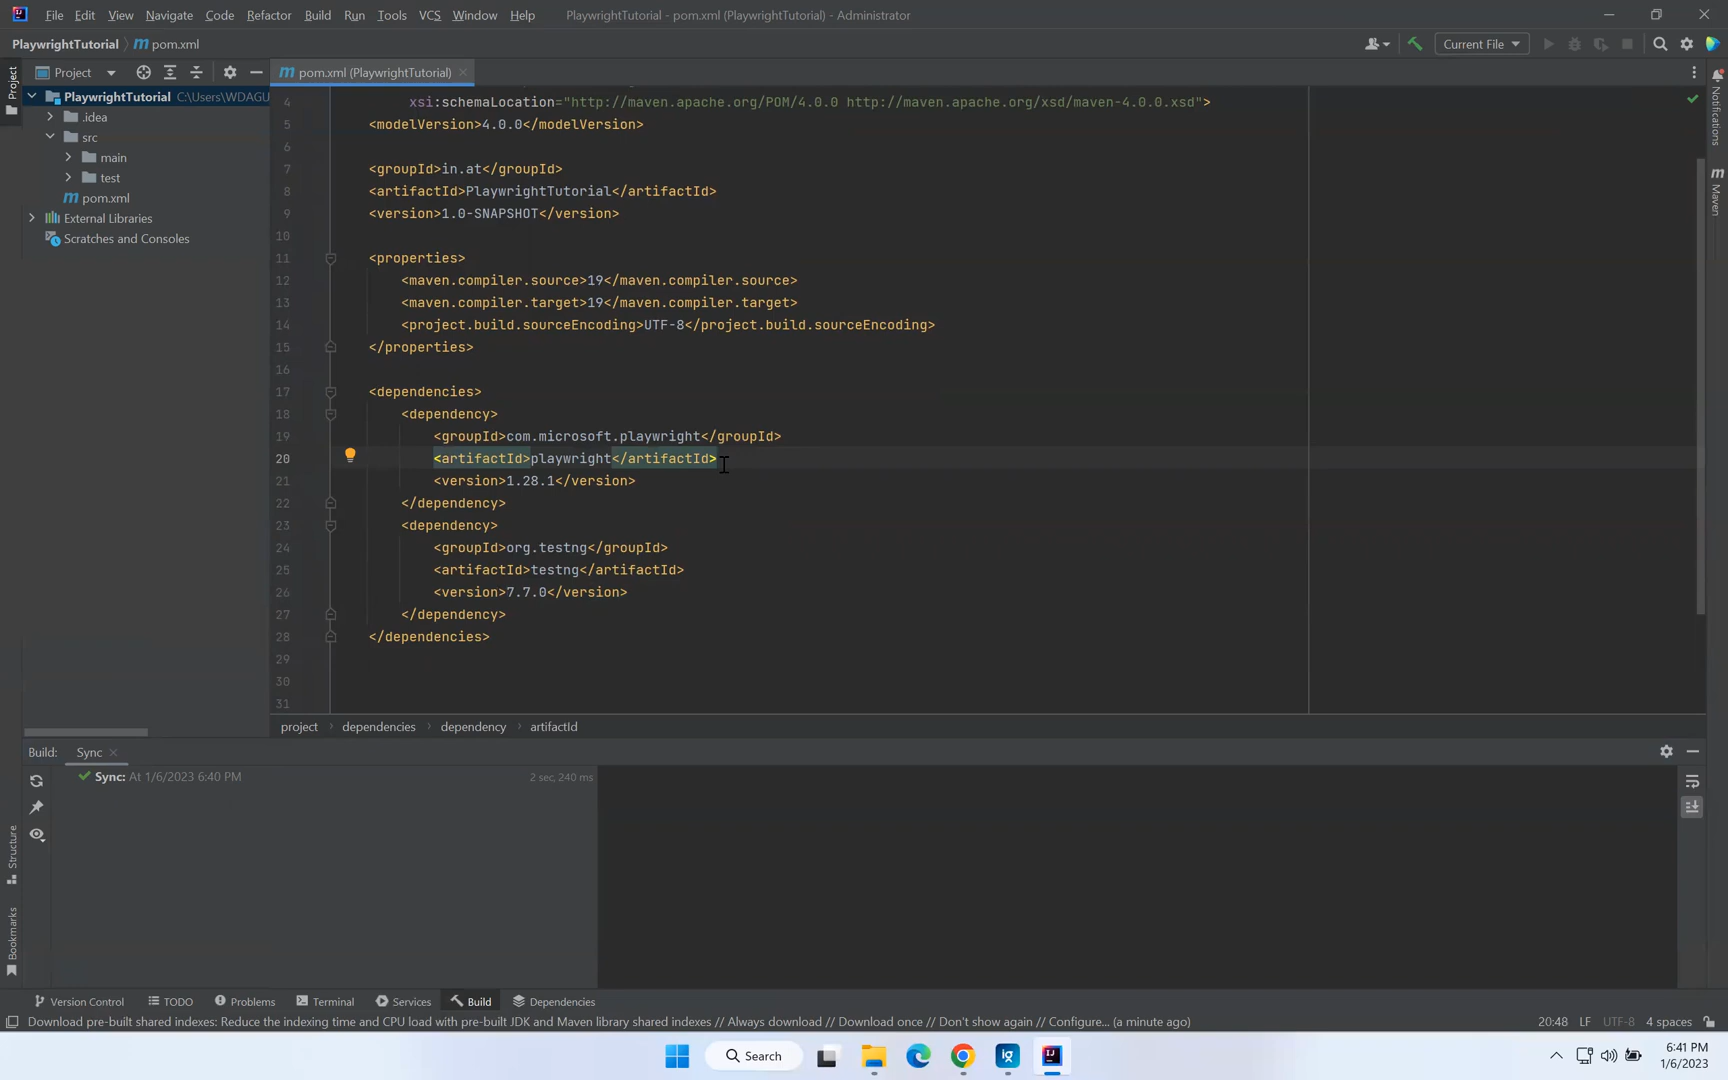 File Edit View Navigate Code Refactor Build Run Tools VCS Window Help PlaywrightTutorial - pom.xml (PlaywrightTutorial) - Administrator
PlaywrightTutorial pom.xml Current File
Project pom.xml (PlaywrightTutorial)
Project
PlaywrightTutorial C:\Users\WDAGU
.idea
src
main
test
pom.xml
External Libraries
Scratches and Consoles
4 xsi:schemaLocation="http://maven.apache.org/POM/4.0.0 http://maven.apache.org/xsd/maven-4.0.0.xsd">
5 <modelVersion>4.0.0</modelVersion>
6
7 <groupId>in.at</groupId>
8 <artifactId>PlaywrightTutorial</artifactId>
9 <version>1.0-SNAPSHOT</version>
10
11 <properties>
12 <maven.compiler.source>19</maven.compiler.source>
13 <maven.compiler.target>19</maven.compiler.target>
14 <project.build.sourceEncoding>UTF-8</project.build.sourceEncoding>
15 </properties>
16
17 <dependencies>
18 <dependency>
19 <groupId>com.microsoft.playwright</groupId>
20 <artifactId>playwright</artifactId>
21 <version>1.28.1</version>
22 </dependency>
23 <dependency>
24 <groupId>org.testng</groupId>
25 <artifactId>testng</artifactId>
26 <version>7.7.0</version>
27 </dependency>
28 </dependencies>
29
30
31
Notifications
Maven
project dependencies dependency artifactId
Build: Sync
Sync: At 1/6/2023 6:40 PM 2 sec, 240 ms
Structure
Bookmarks
Version Control TODO Problems Terminal Services Build Dependencies
Download pre-built shared indexes: Reduce the indexing time and CPU load with pre-built JDK and Maven library shared indexes // Always download // Download once // Don't show again // Configure... (a minute ago) 20:48 LF UTF-8 4 spaces
Search
6:41 PM
1/6/2023